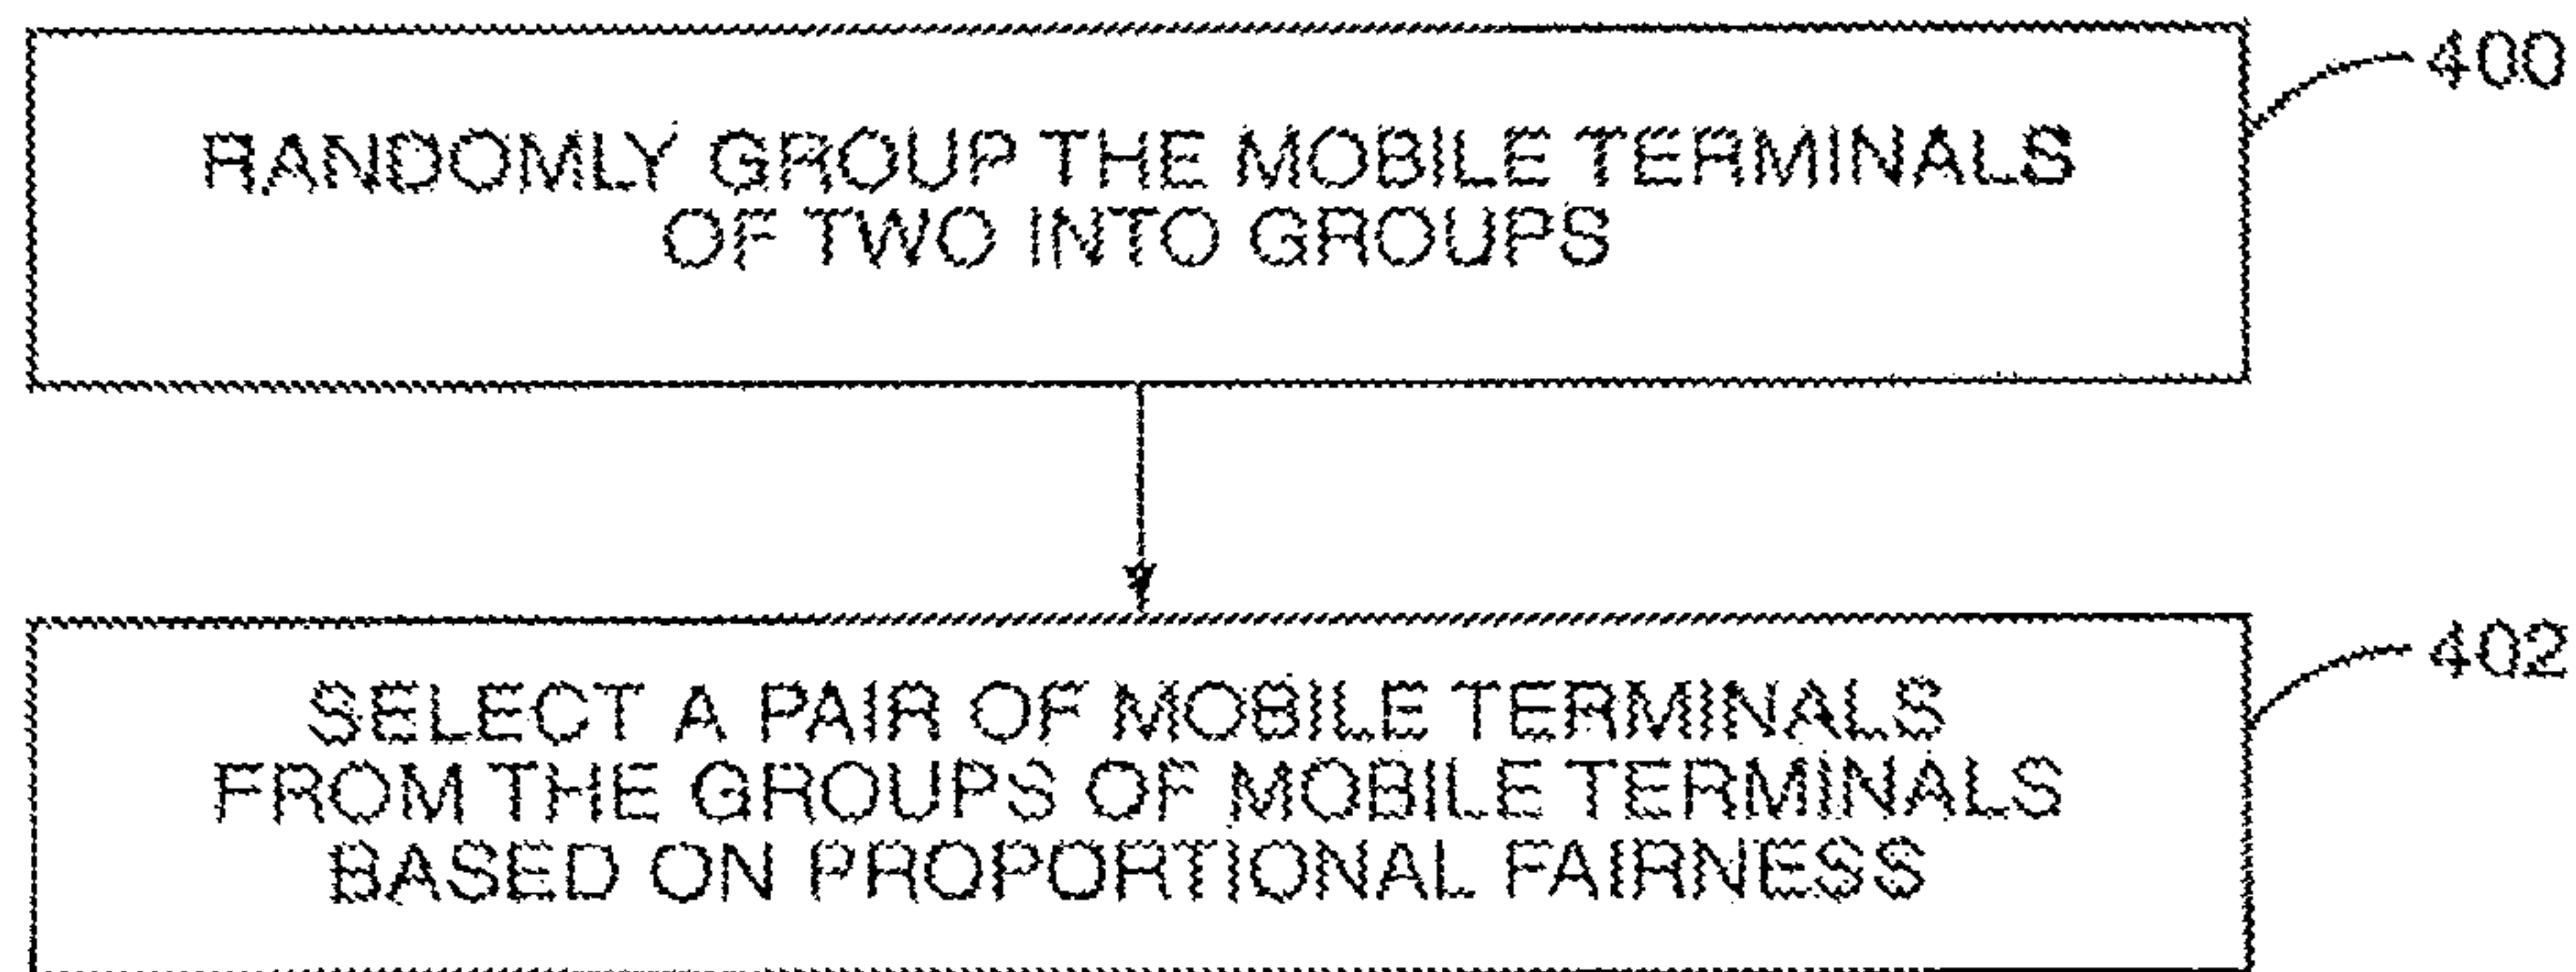 400
RANDOMLY GROUP THE MOBILE TERMINALS
OF TWO INTO GROUPS
402
SELECT A PAIR OF MOBILE TERMINALS
FROM THE GROUPS OF MOBILE TERMINALS
BASED ON PROPORTIONAL FAIRNESS